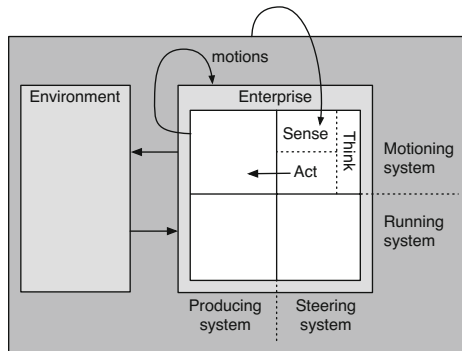 motions
Environment
Enterprise
Sense
Think
Act
Motioning
system
Running
system
Producing
system
Steering
system